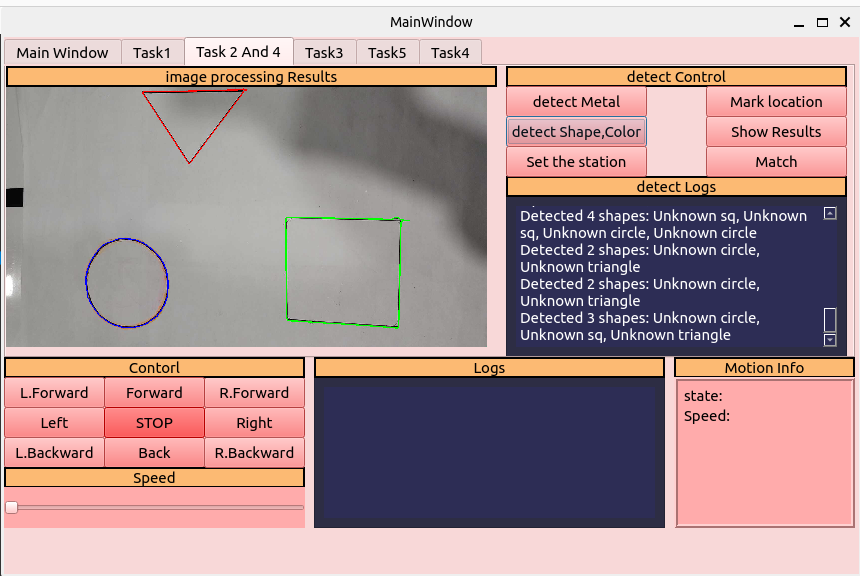 MainWindow
Main Window Task1 Task 2 And 4 Task3 Task5 Task4
image processing Results
detect Control
detect Metal Mark location
detect Shape,Color Show Results
Set the station Match
detect Logs
Detected 4 shapes: Unknown sq, Unknown
sq, Unknown circle, Unknown circle
Detected 2 shapes: Unknown circle,
Unknown triangle
Detected 2 shapes: Unknown circle,
Unknown triangle
Detected 3 shapes: Unknown circle,
Unknown sq, Unknown triangle
Contorl
L.Forward Forward R.Forward
Left STOP Right
L.Backward Back R.Backward
Speed
Logs
Motion Info
state:
Speed: